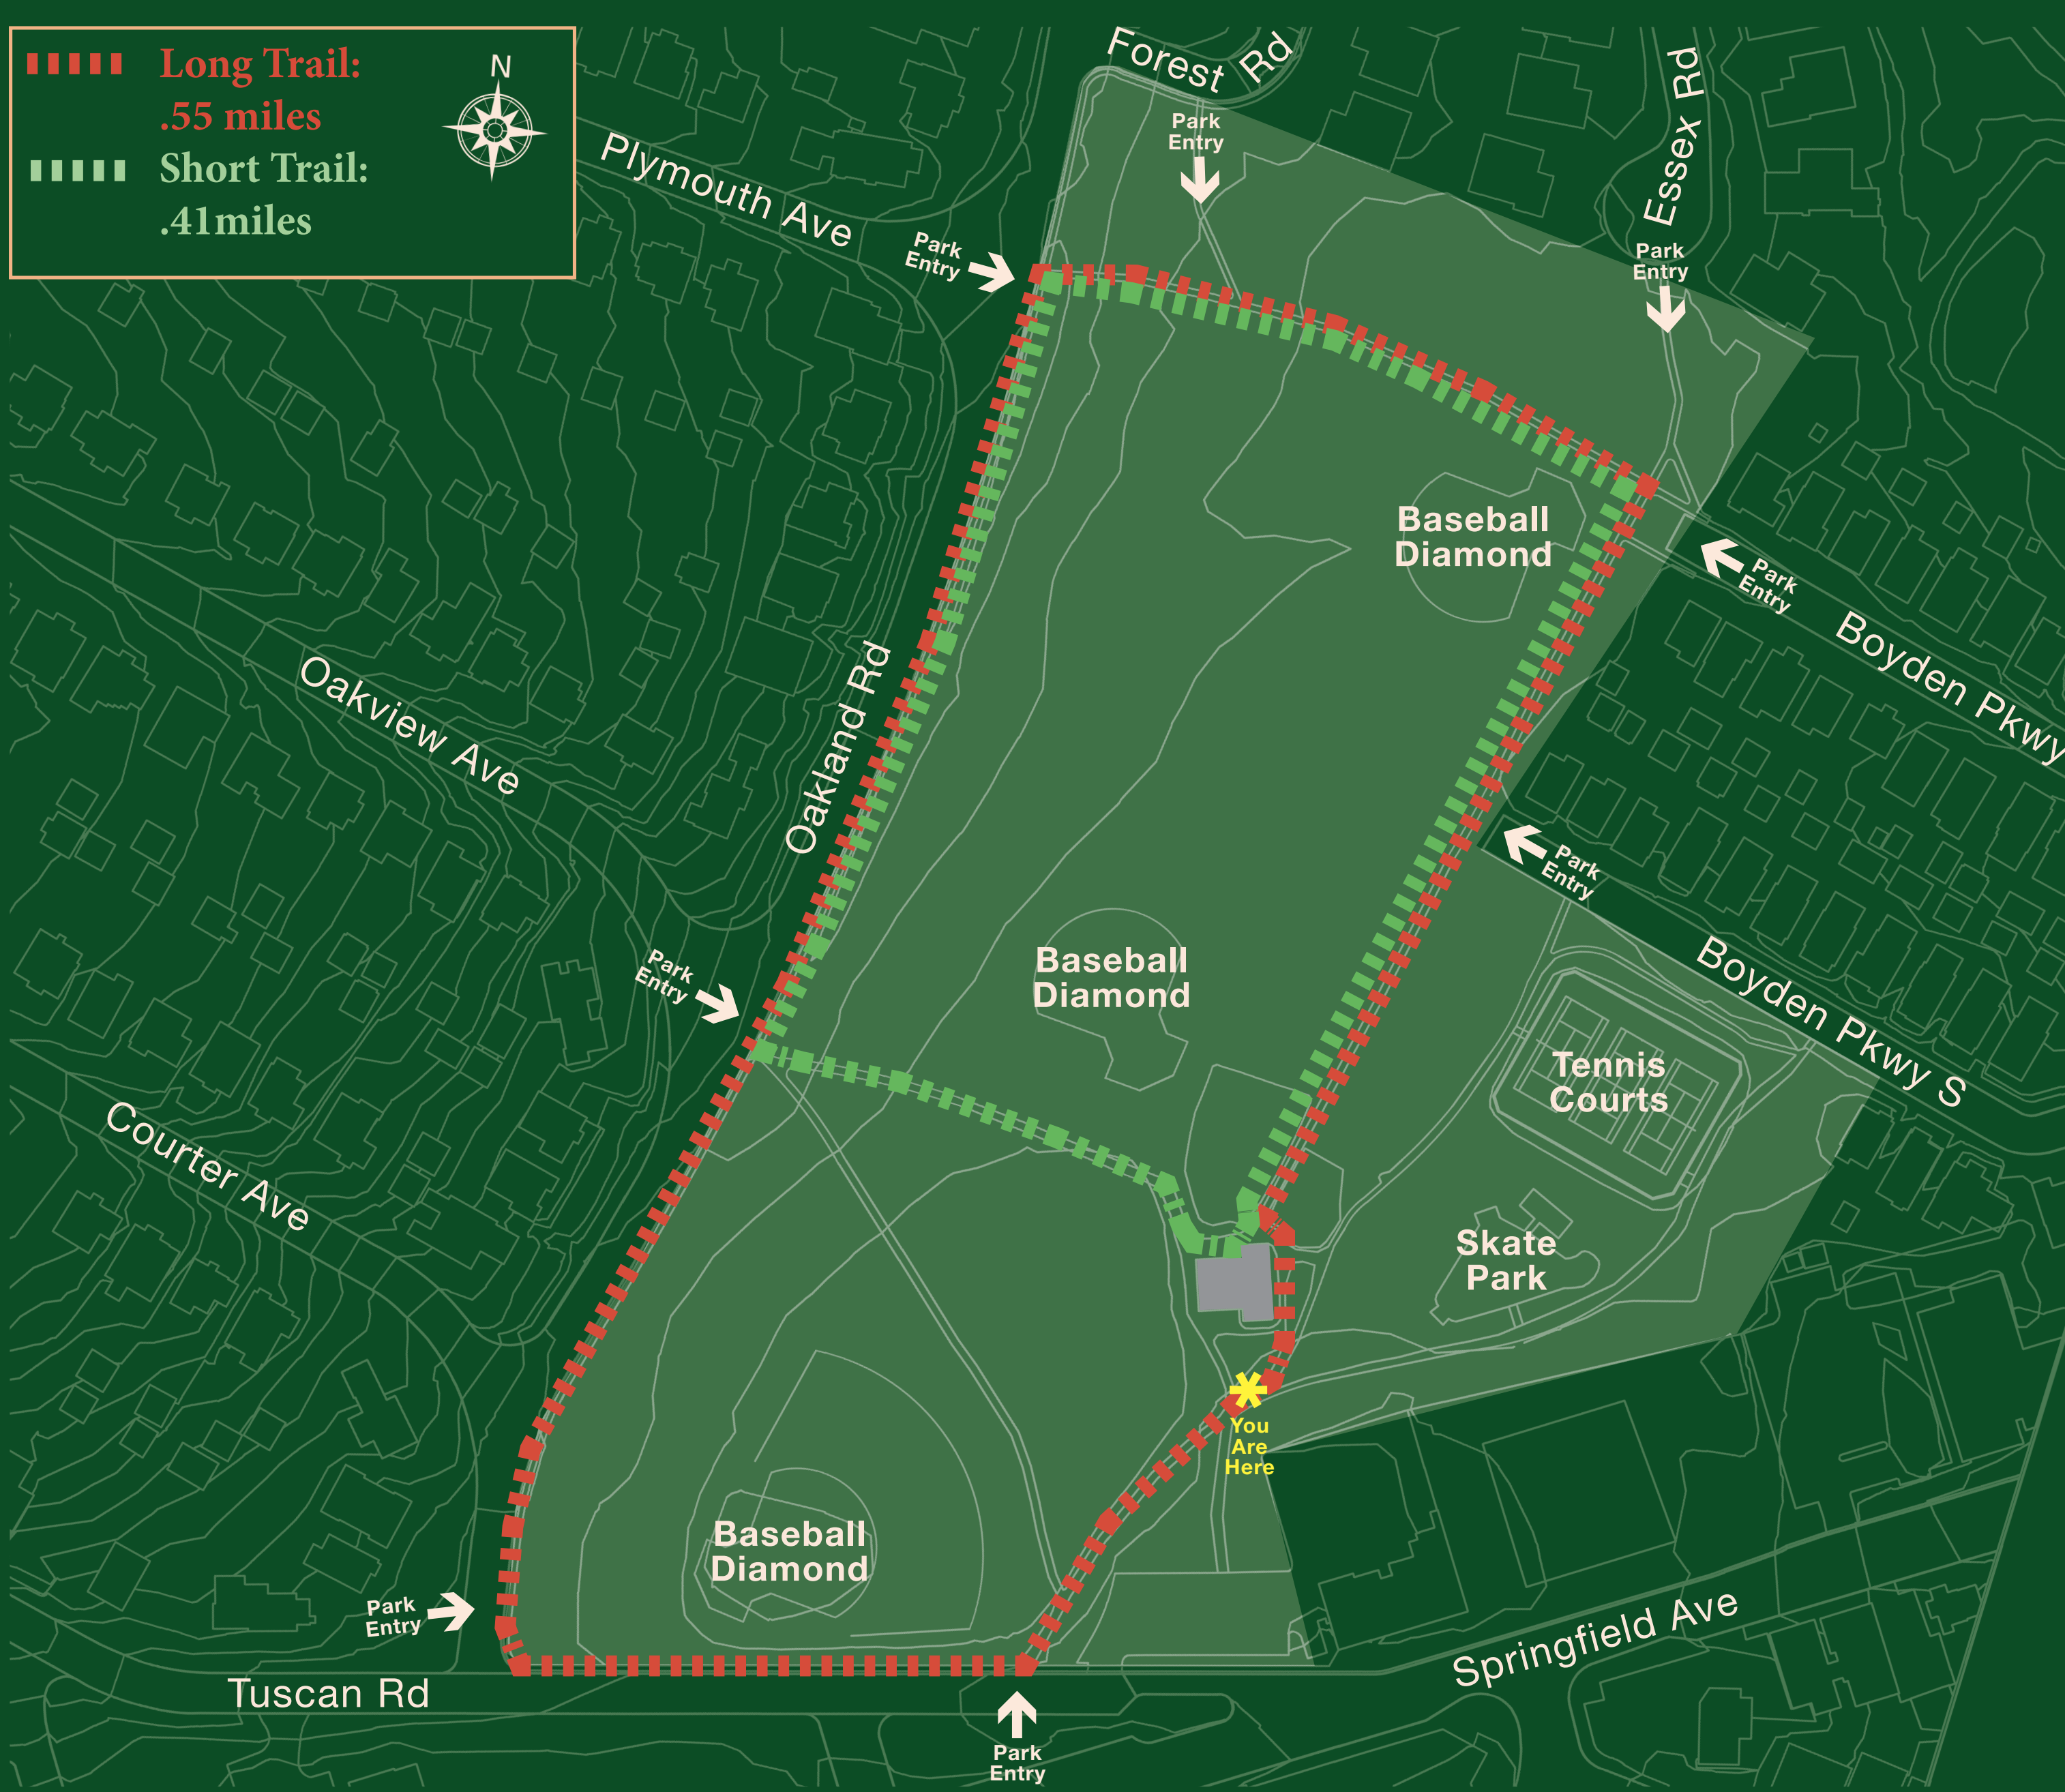 Long Trail:
.55 miles
Short Trail:
.41miles
N
Forest Rd
Essex Rd
Park
Entry
Plymouth Ave
Park
Entry
Park
Entry
Baseball
Diamond
Park
Entry
Boyden Pkwy
Oakview Ave
Oakland Rd
Park
Entry
Park
Entry
Baseball
Diamond
Boyden Pkwy S
Tennis
Courts
Courter Ave
Skate
Park
You
Are
Here
Baseball
Diamond
Park
Entry
Springfield Ave
Tuscan Rd
Park
Entry